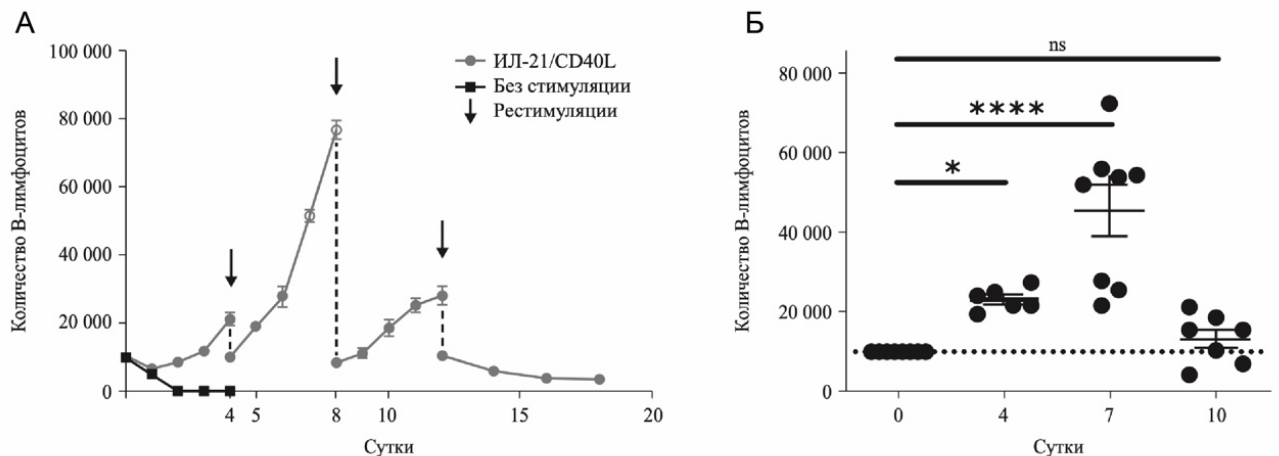 А
Количество В-лимфоцитов
100 000
80 000
60 000
40 000
20 000
0
4
5
8
10
15
20
Сутки
ИЛ-21/CD40L
Без стимуляции
Рестимуляции
Б
Количество В-лимфоцитов
80 000
60 000
40 000
20 000
0
ns
****
*
0
4
7
10
Сутки